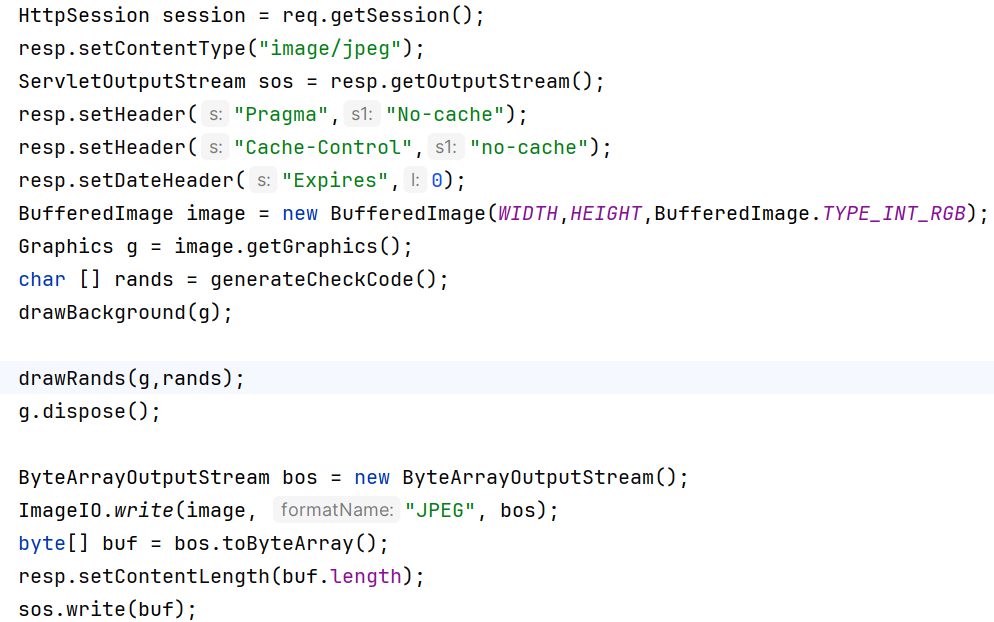 HttpSession session = req.getSession();
resp.setContentType("image/jpeg");
ServletOutputStream sos = resp.getOutputStream();
resp.setHeader( s: "Pragma", s1: "No-cache");
resp.setHeader( s: "Cache-Control", s1: "no-cache");
resp.setDateHeader( s: "Expires", l: 0);
BufferedImage image = new BufferedImage(WIDTH,HEIGHT,BufferedImage.TYPE_INT_RGB);
Graphics g = image.getGraphics();
char [] rands = generateCheckCode();
drawBackground(g);
drawRands(g,rands);
g.dispose();
ByteArrayOutputStream bos = new ByteArrayOutputStream();
ImageIO.write(image, formatName: "JPEG", bos);
byte[] buf = bos.toByteArray();
resp.setContentLength(buf.length);
sos.write(buf);